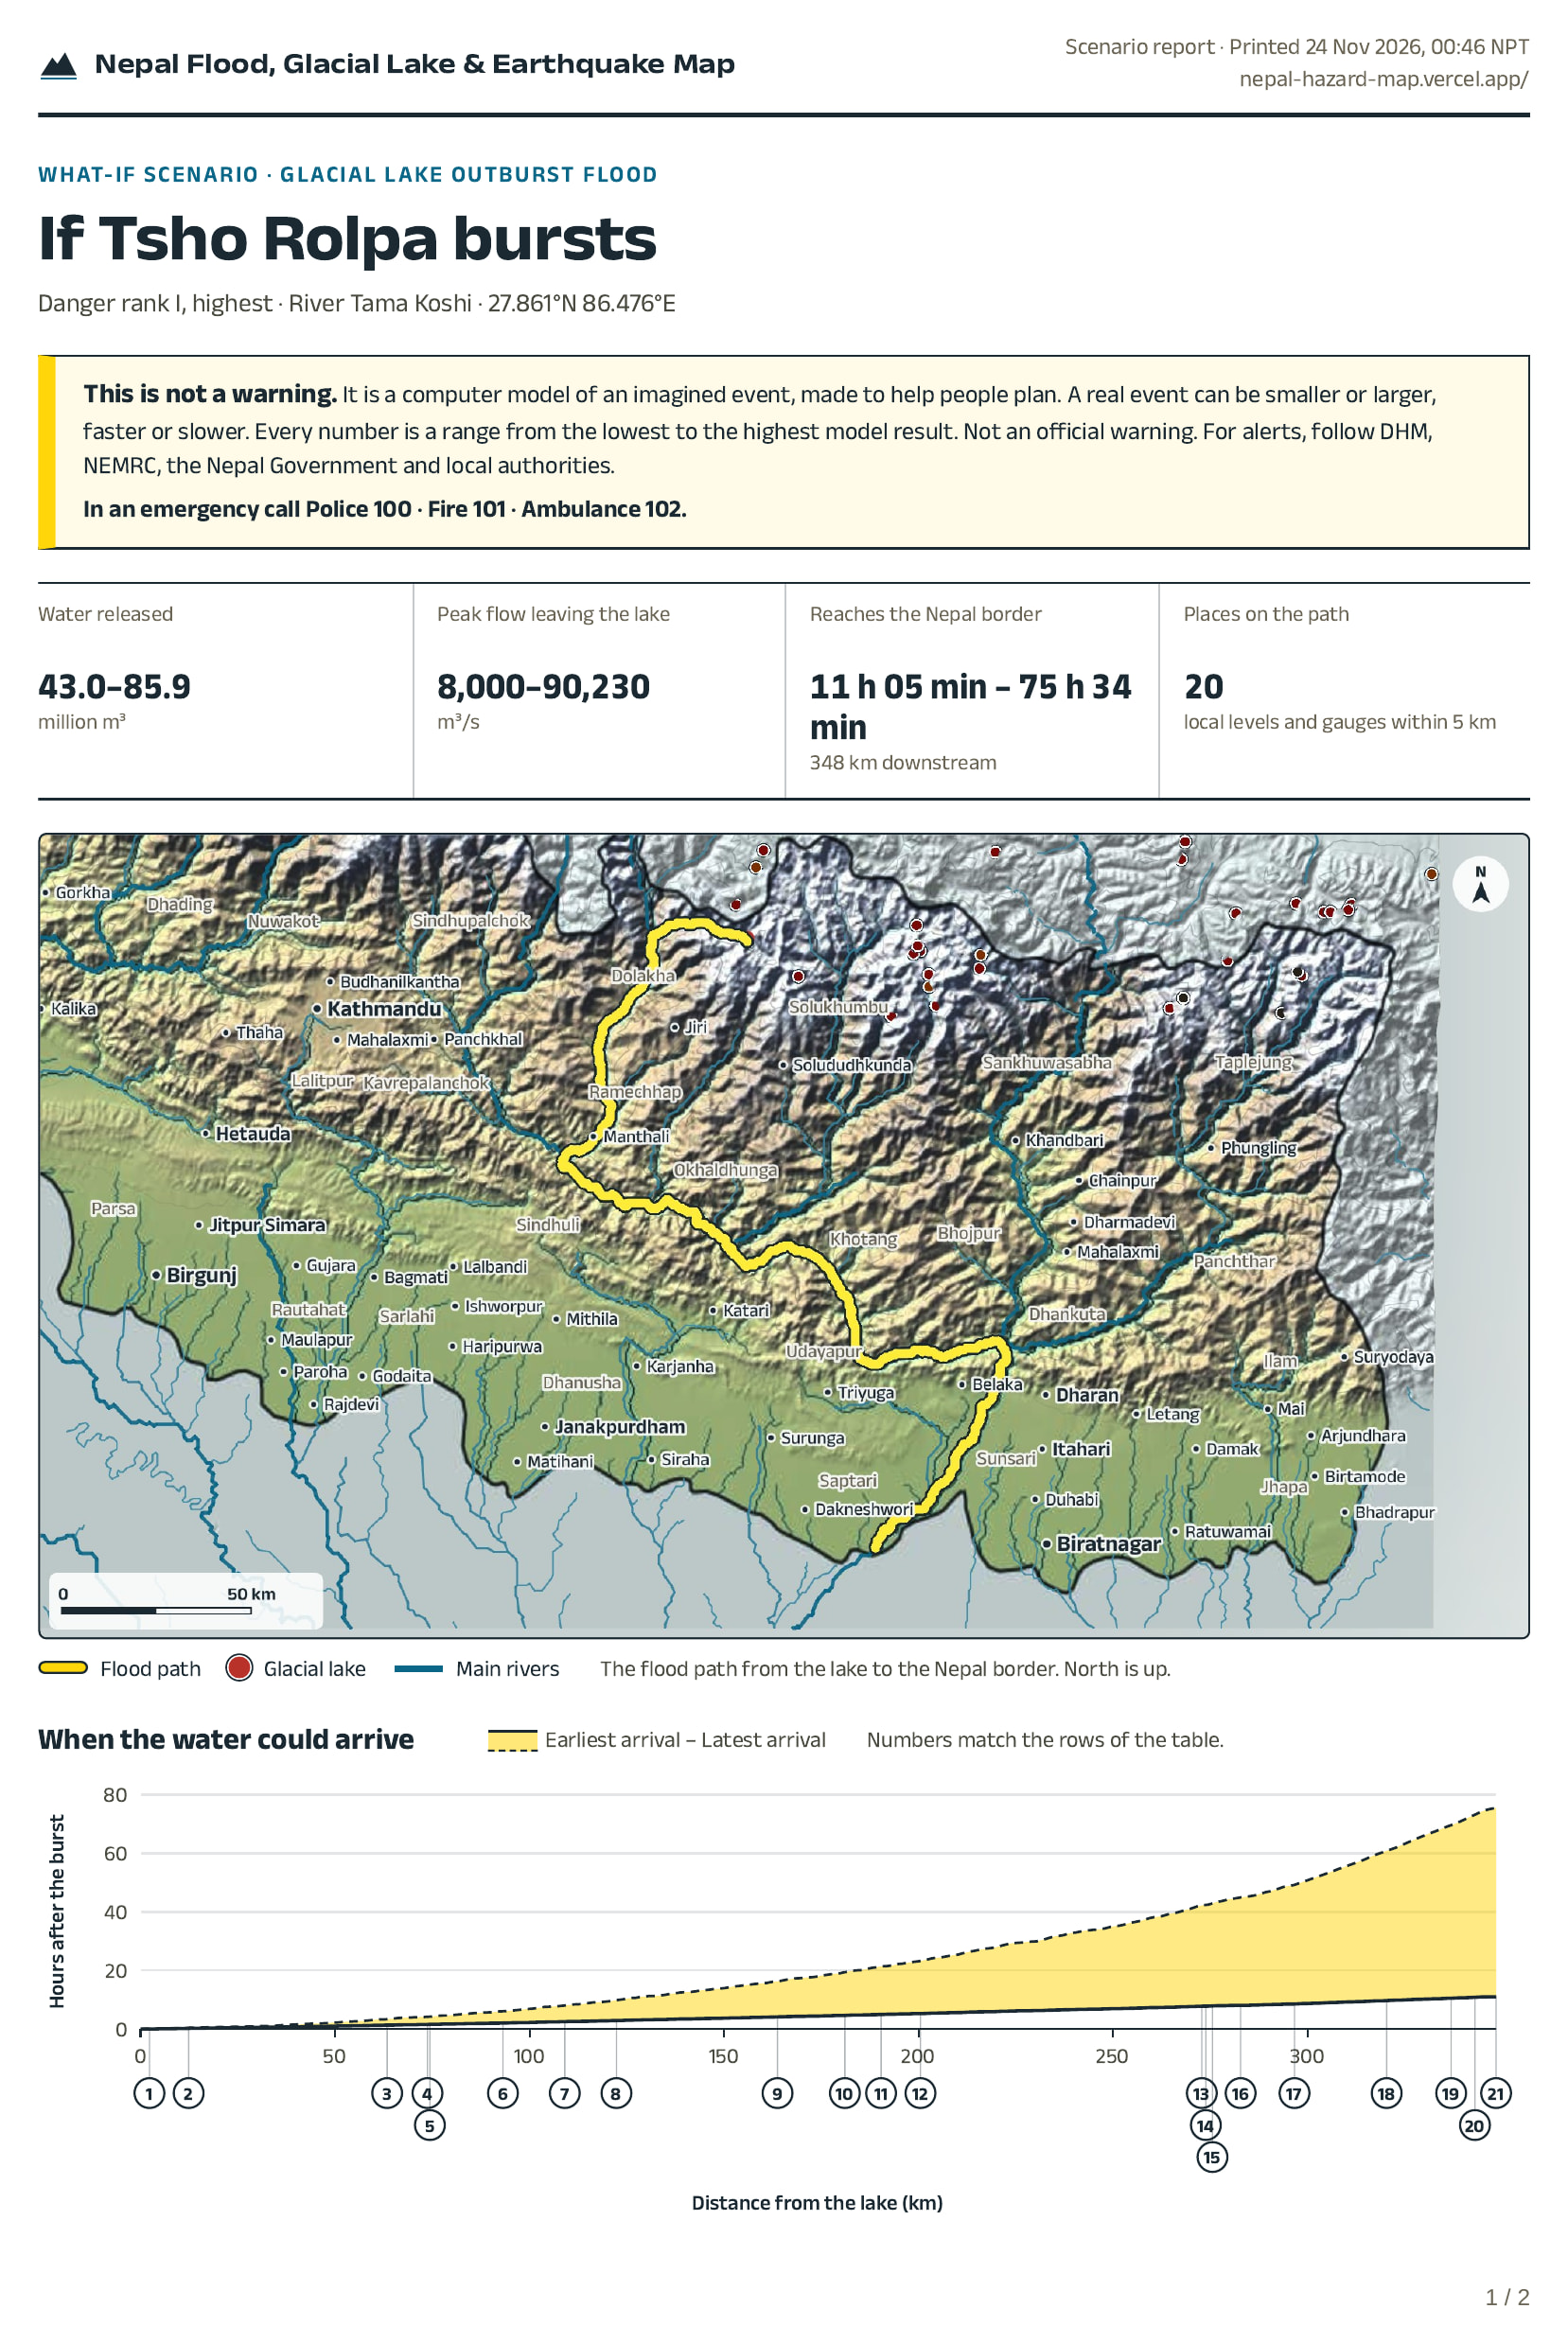 Nepal Flood, Glacial Lake & Earthquake Map
Scenario report · Printed 24 Nov 2026, 00:46 NPT
nepal-hazard-map.vercel.app/
WHAT-IF SCENARIO · GLACIAL LAKE OUTBURST FLOOD
If Tsho Rolpa bursts
Danger rank I, highest · River Tama Koshi · 27.861°N 86.476°E
This is not a warning. It is a computer model of an imagined event, made to help people plan. A real event can be smaller or larger,
faster or slower. Every number is a range from the lowest to the highest model result. Not an official warning. For alerts, follow DHM,
NEMRC, the Nepal Government and local authorities.
In an emergency call Police 100 · Fire 101 · Ambulance 102.
Water released
43.0–85.9
million m³
Peak flow leaving the lake
8,000–90,230
m³/s
Reaches the Nepal border
11 h 05 min – 75 h 34
min
348 km downstream
Places on the path
20
local levels and gauges within 5 km
N
Gorkha
Dhading
Nuwakot
Sindhupalchok
Budhanilkantha
Dolakha
Kalika
Kathmandu
Solukhumbu
Thaha
Mahalaxmi
Panchkhal
Jiri
Solududhkunda
Sankhuwasabha
Taplejung
Lalitpur
Kavrepalanchok
Ramechhap
Hetauda
Manthali
Khandbari
Phungling
Okhaldhunga
Chainpur
Parsa
Jitpur Simara
Sindhuli
Dharmadevi
Khotang
Bhojpur
Mahalaxmi
Panchthar
Birgunj
Gujara
Bagmati
Lalbandi
Rautahat
Sarlahi
Ishworpur
Mithila
Katari
Dhankuta
Maulapur
Haripurwa
Udayapur
Ilam
Suryodaya
Paroha
Godaita
Karjanha
Dhanusha
Triyuga
Belaka
Dharan
Rajdevi
Letang
Mai
Janakpurdham
Surunga
Itahari
Damak
Arjundhara
Matihani
Siraha
Sunsari
Saptari
Jhapa
Birtamode
Dakneshwori
Duhabi
Bhadrapur
Biratnagar
Ratuwamai
0 50 km
Flood path
Glacial lake
Main rivers
The flood path from the lake to the Nepal border. North is up.
When the water could arrive
Earliest arrival – Latest arrival
Numbers match the rows of the table.
Hours after the burst
80
60
40
20
0
0 50 100 150 200 250 300
1 2 3 4 6 7 8 9 10 11 12 13 16 17 18 19 21
5 14 20
15
Distance from the lake (km)
1 / 2